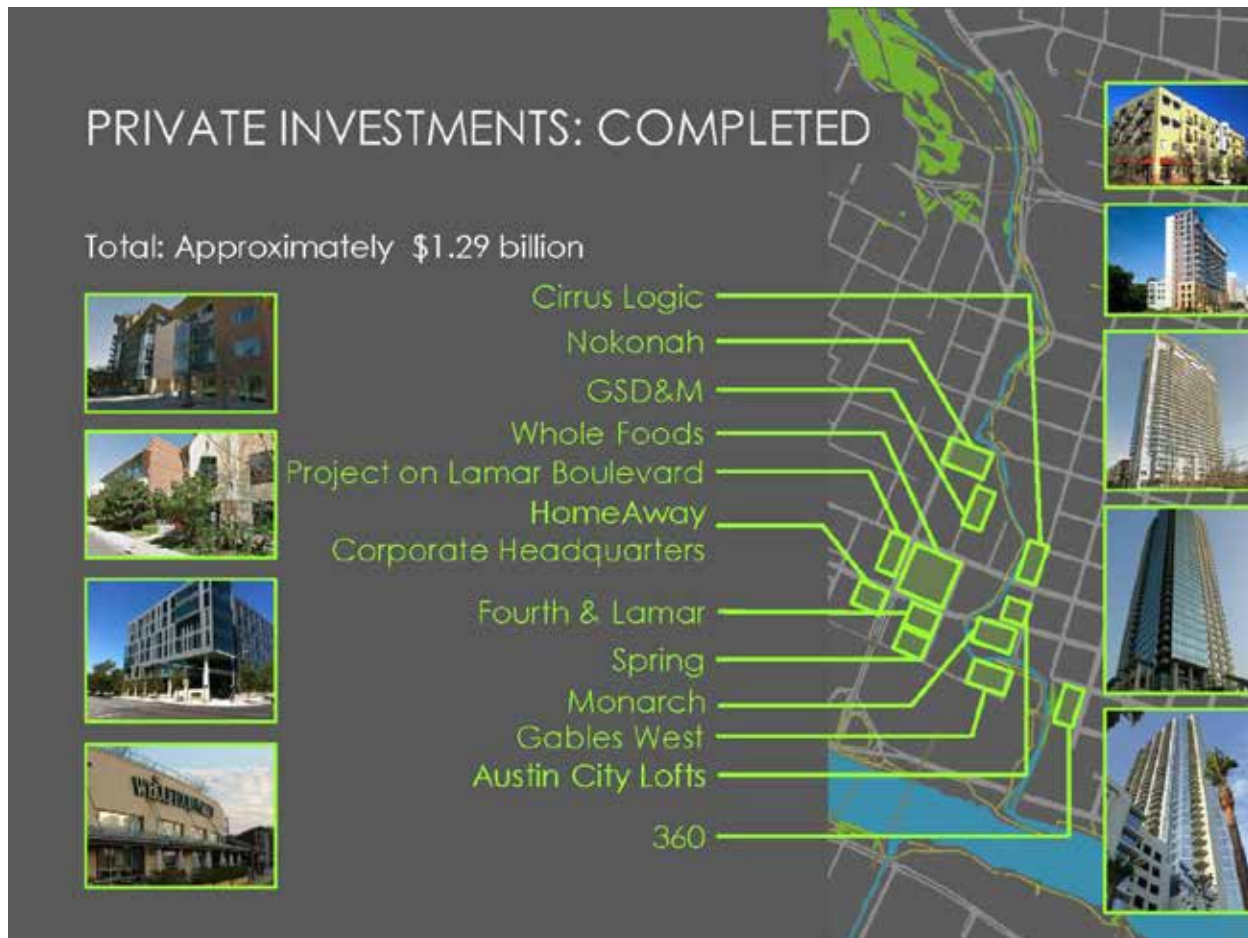 PRIVATE INVESTMENTS: COMPLETED
Total: Approximately $1.29 billion
Cirrus Logic
Nokonah
GSD&M
Whole Foods
Project on Lamar Boulevard
HomeAway
Corporate Headquarters
Fourth & Lamar
Spring
Monarch
Gables West
Austin City Lofts
360